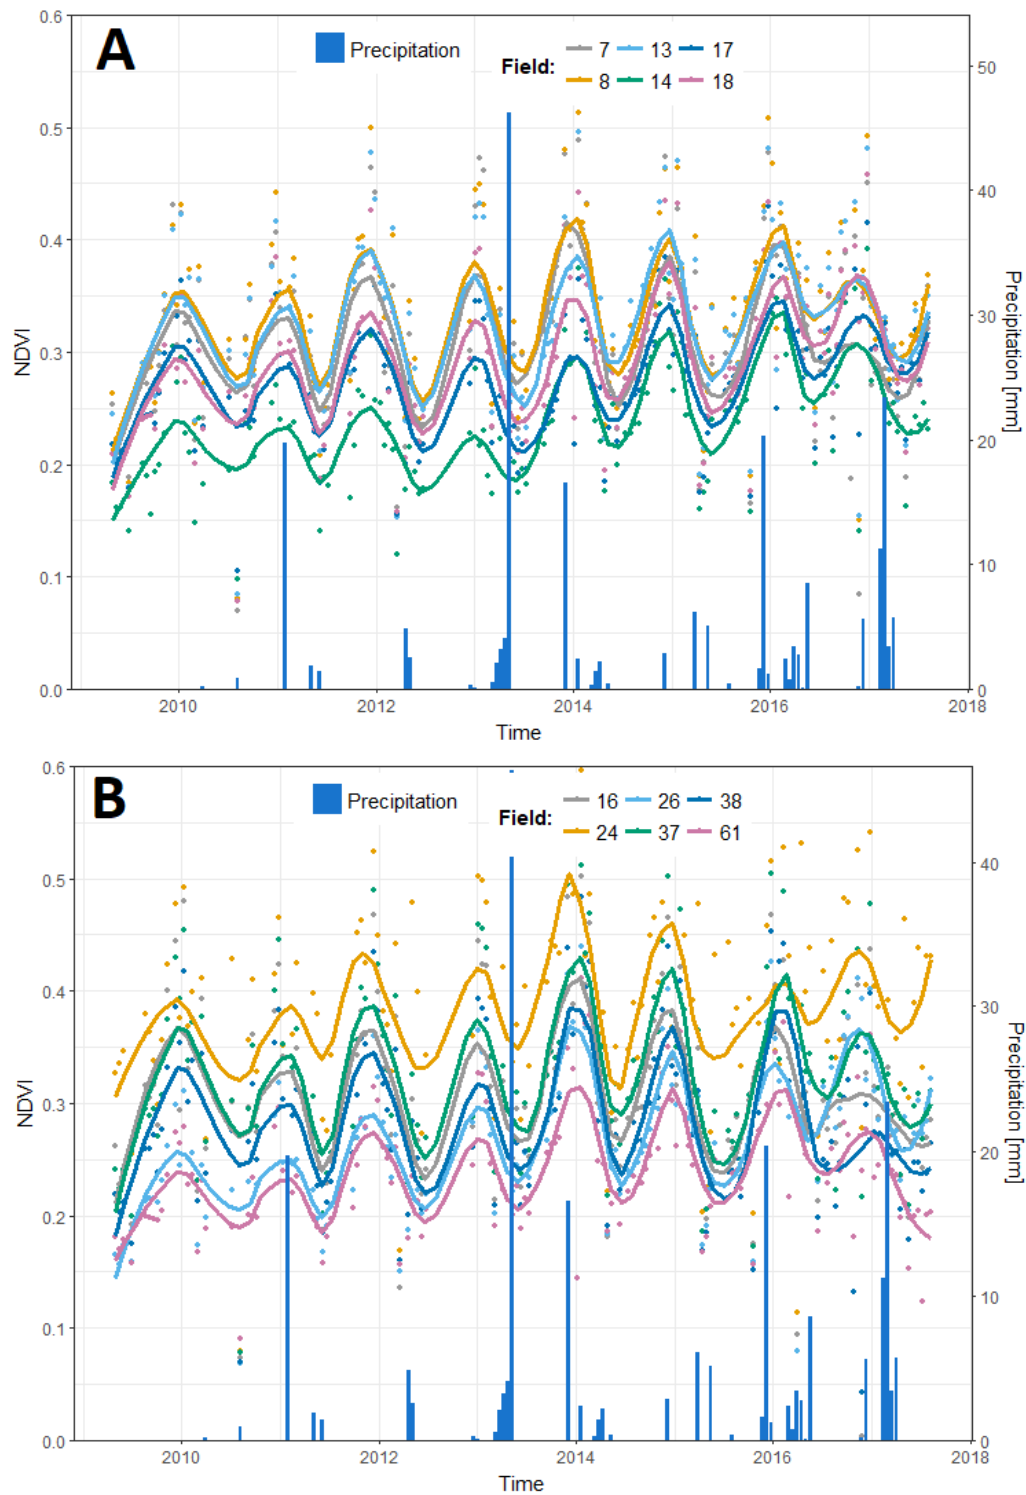 A
Precipitation
Field:
7 13 17
8 14 18
0.6
0.5
0.4
0.3
0.2
0.1
0.0
NDVI
50
40
30
20
10
0
Precipitation [mm]
2010 2012 2014 2016 2018
Time
B
Precipitation
Field:
16 26 38
24 37 61
0.6
0.5
0.4
0.3
0.2
0.1
0.0
NDVI
40
30
20
10
0
Precipitation [mm]
2010 2012 2014 2016 2018
Time